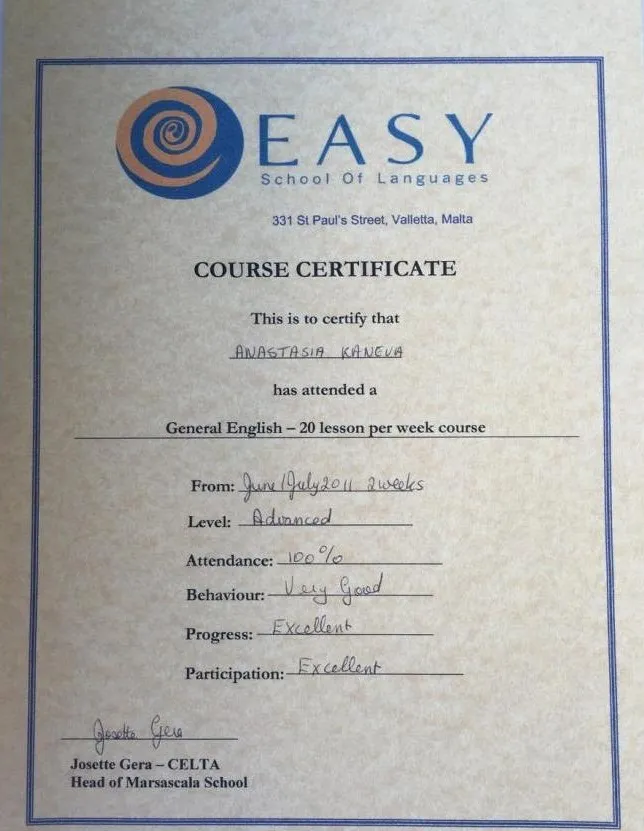 EASY
School Of Languages
331 St Paul's Street, Valletta, Malta
COURSE CERTIFICATE
This is to certify that
ANASTASIA KANEVA
has attended a
General English – 20 lesson per week course
From: June/July 2011 2 weeks
Level: Advanced
Attendance: 100%
Behaviour: Very Good
Progress: Excellent
Participation: Excellent
Josette Gera
Josette Gera – CELTA
Head of Marsascala School